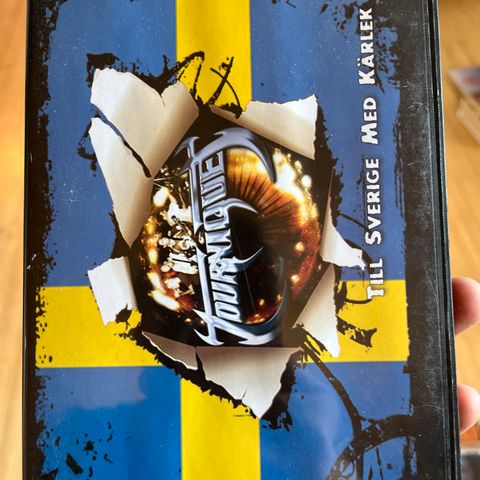 TOURNIQUET
TILL SVERIGE MED KÄRLEK